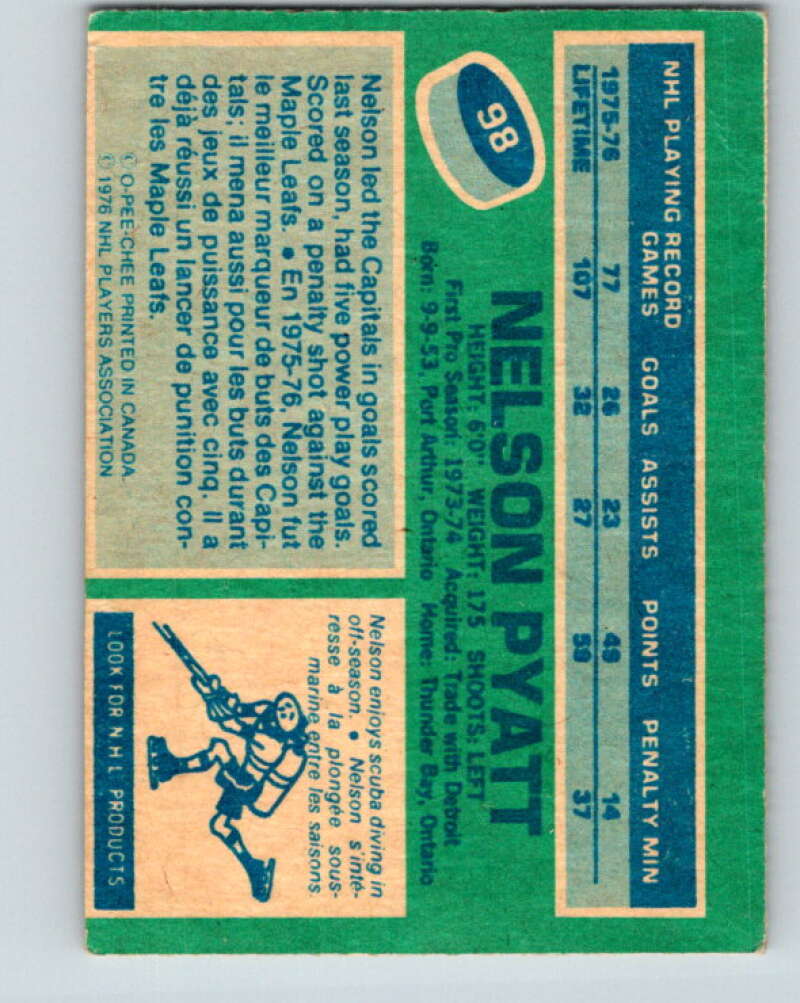 NHL PLAYING RECORD
GAMES GOALS ASSISTS POINTS PENALTY MIN
1975-76 77 26 23 49 14
LIFETIME 107 32 27 59 37
98
NELSON PYATT
HEIGHT: 6'0" WEIGHT: 175 SHOOTS: LEFT
First Pro Season: 1973-74 Acquired: Trade with Detroit
Born: 9-9-53, Port Arthur, Ontario Home: Thunder Bay, Ontario
Nelson led the Capitals in goals scored
last season, had five power play goals.
Scored on a penalty shot against the
Maple Leafs. • En 1975-76, Nelson fut
le meilleur marqueur de buts des Capi-
tals; il mena aussi pour les buts durant
des jeux de puissance avec cinq. Il a
déjà réussi un lancer de punition con-
tre les Maple Leafs.
© O-PEE-CHEE PRINTED IN CANADA.
© 1976 NHL PLAYERS ASSOCIATION
Nelson enjoys scuba diving in
off-season. • Nelson s'inté-
resse à la plongée sous-
marine entre les saisons.
LOOK FOR NHL PRODUCTS